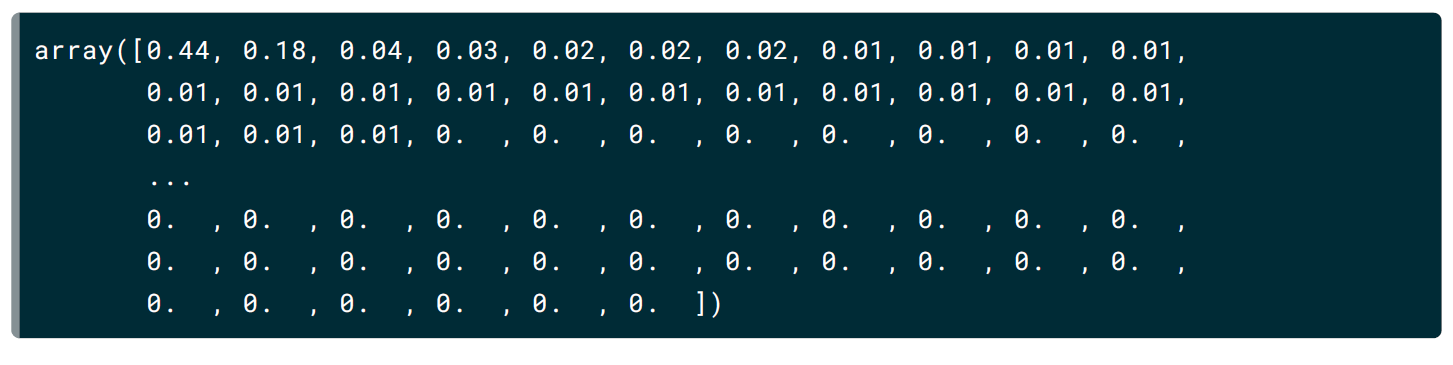 array([0.44, 0.18, 0.04, 0.03, 0.02, 0.02, 0.02, 0.01, 0.01, 0.01, 0.01,
       0.01, 0.01, 0.01, 0.01, 0.01, 0.01, 0.01, 0.01, 0.01, 0.01, 0.01,
       0.01, 0.01, 0.01, 0.  , 0.  , 0.  , 0.  , 0.  , 0.  , 0.  , 0.  ,
       ...
       0.  , 0.  , 0.  , 0.  , 0.  , 0.  , 0.  , 0.  , 0.  , 0.  , 0.  ,
       0.  , 0.  , 0.  , 0.  , 0.  , 0.  , 0.  , 0.  , 0.  , 0.  , 0.  ,
       0.  , 0.  , 0.  , 0.  , 0.  , 0.  ])